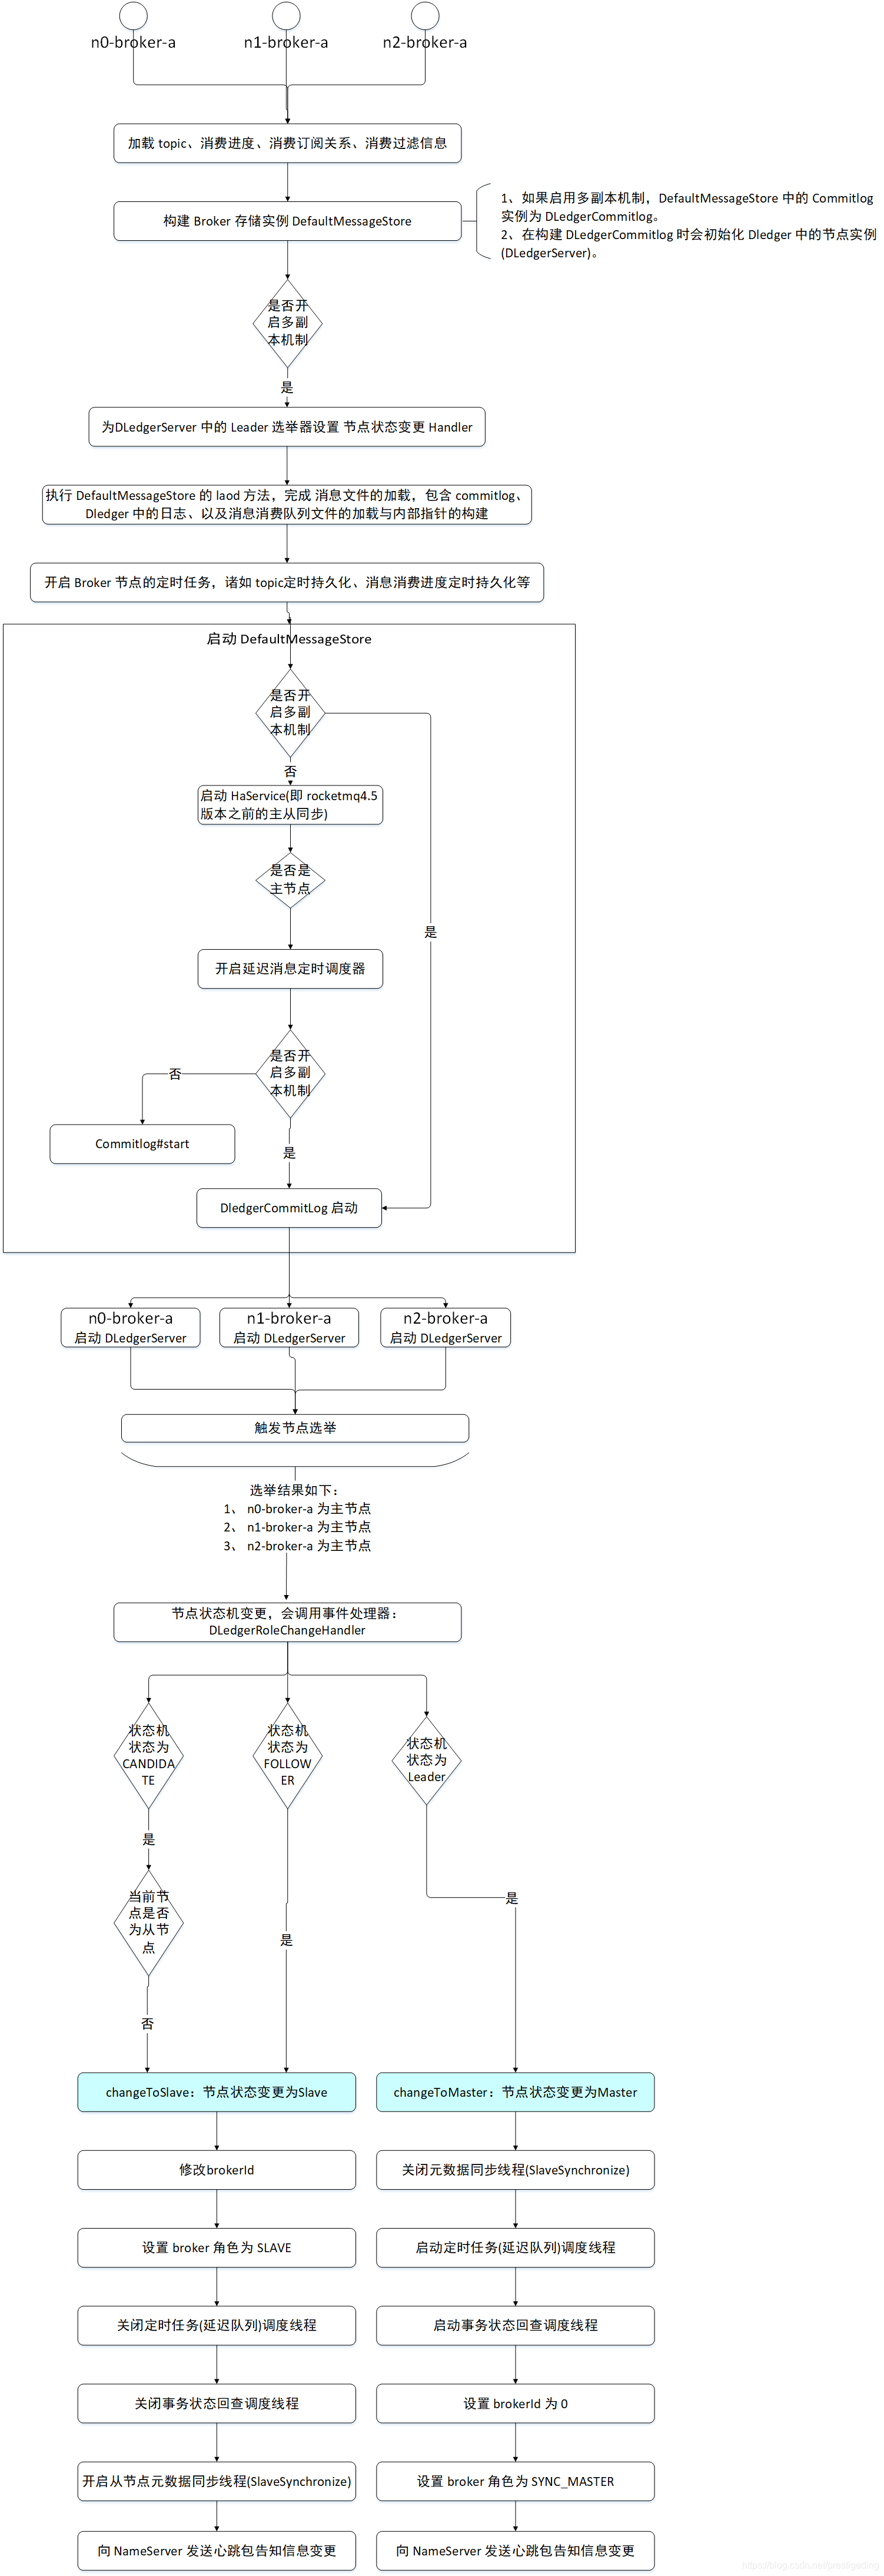 n0-broker-a
n1-broker-a
n2-broker-a
加载 topic、消费进度、消费订阅关系、消费过滤信息
构建 Broker 存储实例 DefaultMessageStore
1、如果启用多副本机制，DefaultMessageStore 中的 Commitlog
实例为 DLedgerCommitlog。
2、在构建 DLedgerCommitlog 时会初始化 Dledger 中的节点实例
(DLedgerServer)。
是否开
启多副
本机制
是
为DLedgerServer 中的 Leader 选举器设置 节点状态变更 Handler
执行 DefaultMessageStore 的 laod 方法，完成 消息文件的加载，包含 commitlog、
Dledger 中的日志、以及消息消费队列文件的加载与内部指针的构建
开启 Broker 节点的定时任务，诸如 topic定时持久化、消息消费进度定时持久化等
启动 DefaultMessageStore
是否开
启多副
本机制
否
启动 HaService(即 rocketmq4.5
版本之前的主从同步)
是否是
主节点
是
开启延迟消息定时调度器
是否开
启多副
本机制
否
Commitlog#start
是
DledgerCommitLog 启动
n0-broker-a
启动 DLedgerServer
n1-broker-a
启动 DLedgerServer
n2-broker-a
启动 DLedgerServer
触发节点选举
选举结果如下：
1、 n0-broker-a 为主节点
2、 n1-broker-a 为主节点
3、 n2-broker-a 为主节点
节点状态机变更，会调用事件处理器：
DLedgerRoleChangeHandler
状态机
状态为
CANDIDA
TE
状态机
状态为
FOLLOW
ER
状态机
状态为
Leader
是
当前节
点是否
为从节
点
是
是
否
changeToSlave：节点状态变更为Slave
changeToMaster：节点状态变更为Master
修改brokerId
关闭元数据同步线程(SlaveSynchronize)
设置 broker 角色为 SLAVE
启动定时任务(延迟队列)调度线程
关闭定时任务(延迟队列)调度线程
启动事务状态回查调度线程
关闭事务状态回查调度线程
设置 brokerId 为 0
开启从节点元数据同步线程(SlaveSynchronize)
设置 broker 角色为 SYNC_MASTER
向 NameServer 发送心跳包告知信息变更
向 NameServer 发送心跳包告知信息变更
https://blog.csdn.net/prestigeding